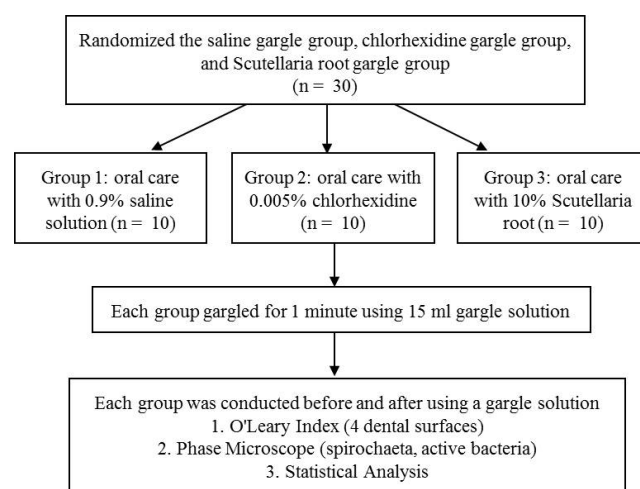 Randomized the saline gargle group, chlorhexidine gargle group,
and Scutellaria root gargle group
(n = 30)
Group 1: oral care
with 0.9% saline
solution (n = 10)
Group 2: oral care with
0.005% chlorhexidine
(n = 10)
Group 3: oral care
with 10% Scutellaria
root (n = 10)
Each group gargled for 1 minute using 15 ml gargle solution
Each group was conducted before and after using a gargle solution
1. O'Leary Index (4 dental surfaces)
2. Phase Microscope (spirochaeta, active bacteria)
3. Statistical Analysis